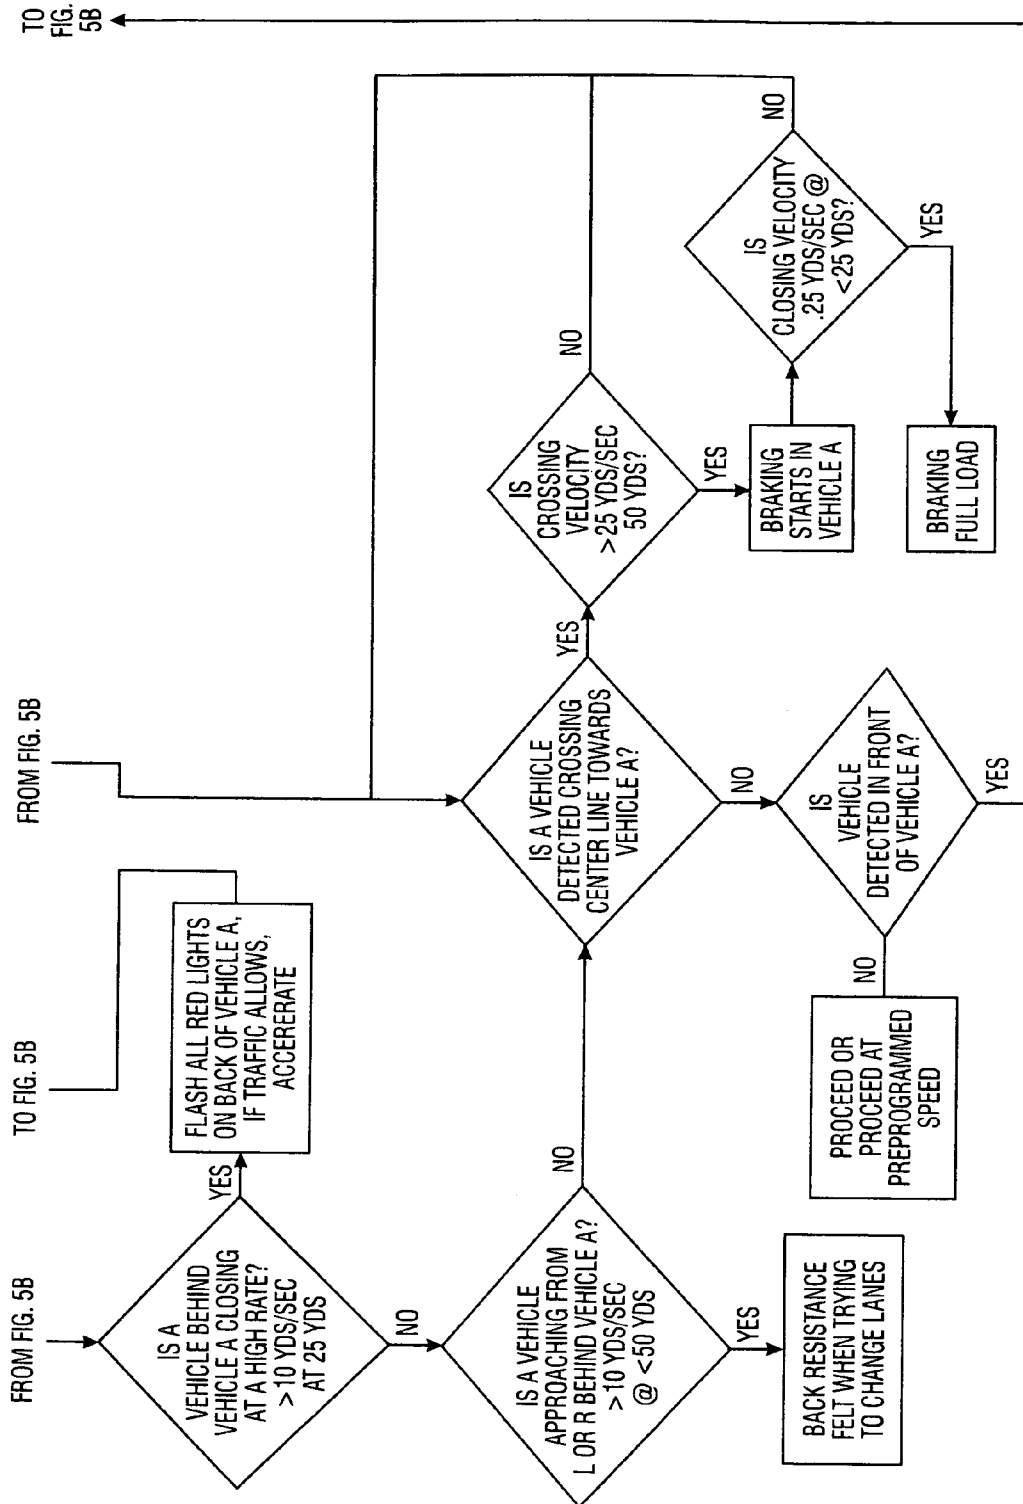 FROM FIG. 5B
TO FIG. 5B
FROM FIG. 5B
TO
FIG.
5B
IS A
VEHICLE BEHIND
VEHICLE A CLOSING
AT A HIGH RATE?
>10 YDS/SEC
AT 25 YDS
YES
FLASH ALL RED LIGHTS
ON BACK OF VEHICLE A,
IF TRAFFIC ALLOWS,
ACCERERATE
NO
IS A VEHICLE
APPROACHING FROM
L OR R BEHIND VEHICLE A?
>10 YDS/SEC
@ <50 YDS
NO
YES
BACK RESISTANCE
FELT WHEN TRYING
TO CHANGE LANES
IS A VEHICLE
DETECTED CROSSING
CENTER LINE TOWARDS
VEHICLE A?
YES
NO
IS
VEHICLE
DETECTED IN FRONT
OF VEHICLE A?
NO
PROCEED OR
PROCEED AT
PREPROGRAMMED
SPEED
YES
IS
CROSSING
VELOCITY
>25 YDS/SEC
50 YDS?
NO
YES
BRAKING
STARTS IN
VEHICLE A
IS
CLOSING VELOCITY
.25 YDS/SEC @
<25 YDS?
NO
YES
BRAKING
FULL LOAD